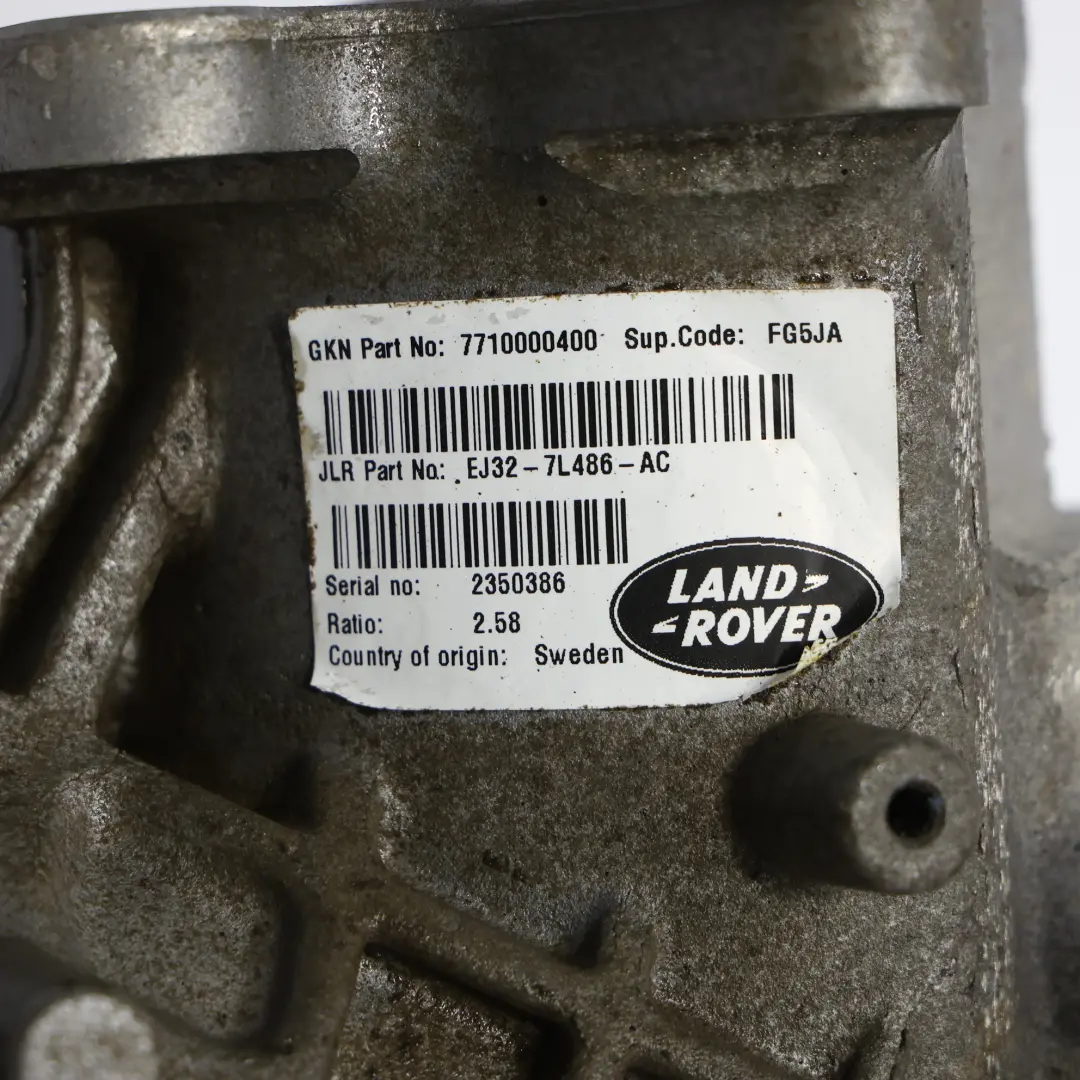 GKN Part No: 7710000400 Sup.Code: FG5JA
JLR Part No: EJ32-7L486-AC
Serial no: 2350386
Ratio: 2.58
Country of origin: Sweden
LAND
ROVER